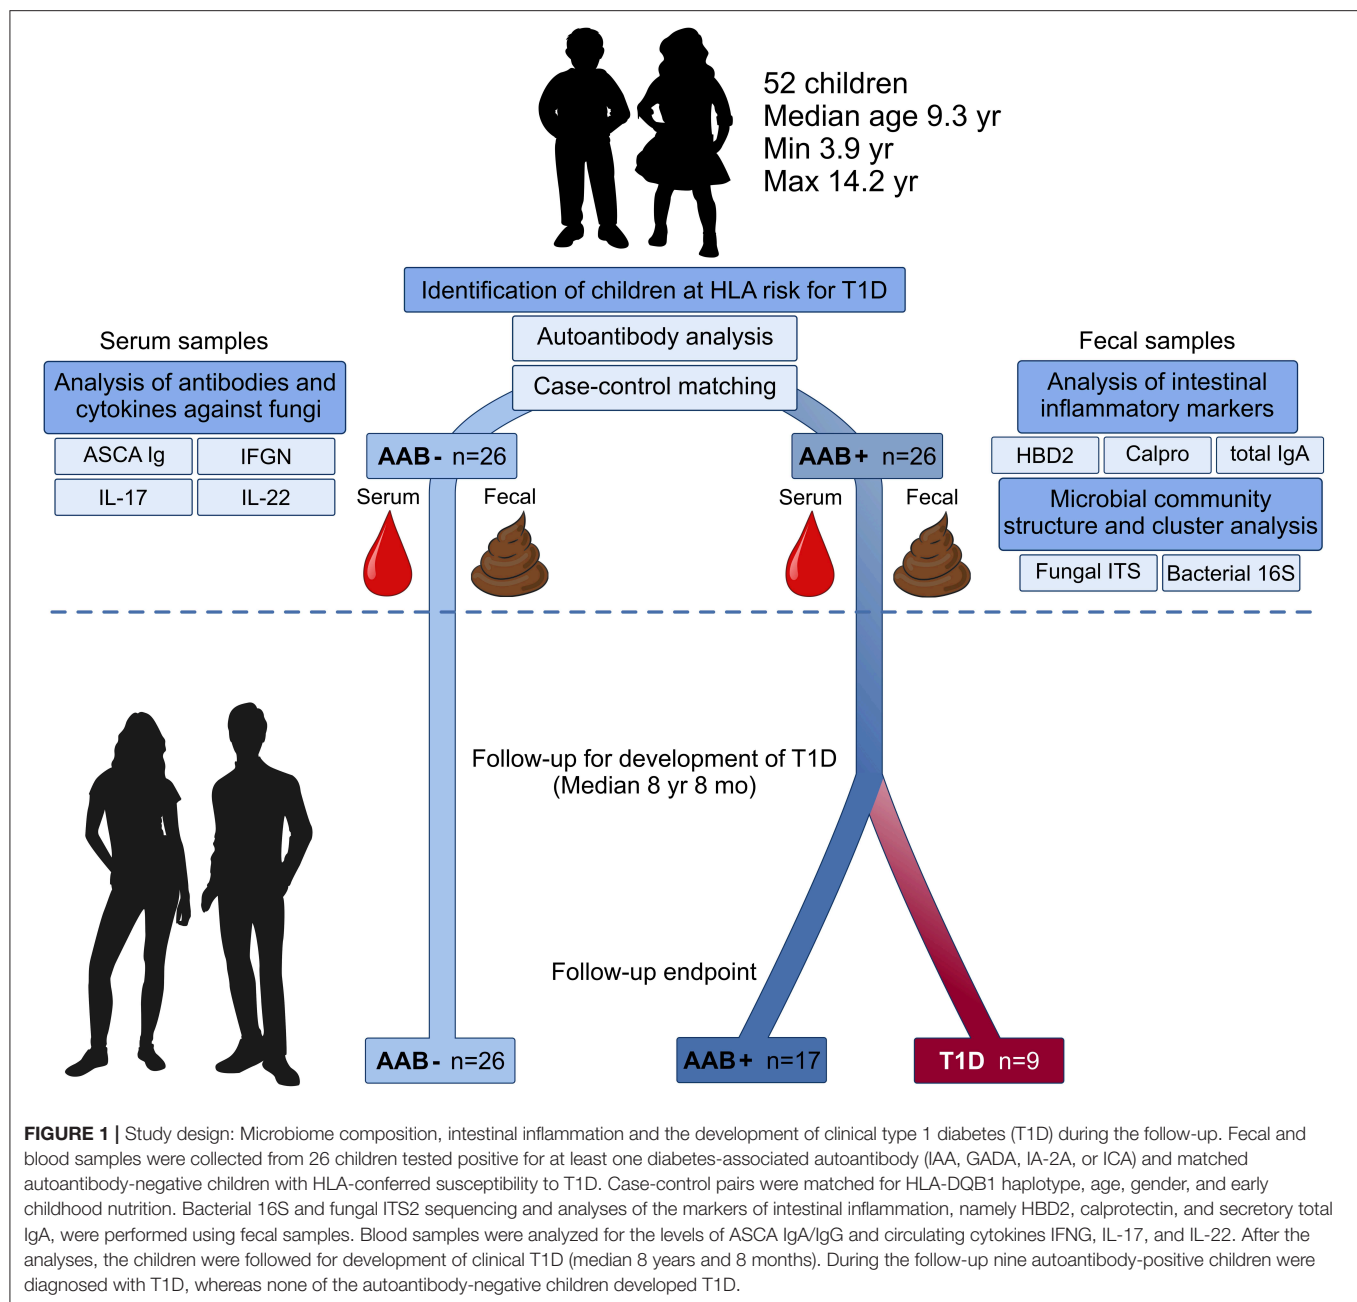 52 children
Median age 9.3 yr
Min 3.9 yr
Max 14.2 yr
Identification of children at HLA risk for T1D
Autoantibody analysis
Case-control matching
Serum samples
Analysis of antibodies and
cytokines against fungi
ASCA Ig
IFGN
IL-17
IL-22
Fecal samples
Analysis of intestinal
inflammatory markers
HBD2
Calpro
total IgA
Microbial community
structure and cluster analysis
Fungal ITS
Bacterial 16S
AAB- n=26
Serum
Fecal
AAB+ n=26
Serum
Fecal
Follow-up for development of T1D
(Median 8 yr 8 mo)
Follow-up endpoint
AAB- n=26
AAB+ n=17
T1D n=9
FIGURE 1 | Study design: Microbiome composition, intestinal inflammation and the development of clinical type 1 diabetes (T1D) during the follow-up. Fecal and
blood samples were collected from 26 children tested positive for at least one diabetes-associated autoantibody (IAA, GADA, IA-2A, or ICA) and matched
autoantibody-negative children with HLA-conferred susceptibility to T1D. Case-control pairs were matched for HLA-DQB1 haplotype, age, gender, and early
childhood nutrition. Bacterial 16S and fungal ITS2 sequencing and analyses of the markers of intestinal inflammation, namely HBD2, calprotectin, and secretory total
IgA, were performed using fecal samples. Blood samples were analyzed for the levels of ASCA IgA/IgG and circulating cytokines IFNG, IL-17, and IL-22. After the
analyses, the children were followed for development of clinical T1D (median 8 years and 8 months). During the follow-up nine autoantibody-positive children were
diagnosed with T1D, whereas none of the autoantibody-negative children developed T1D.